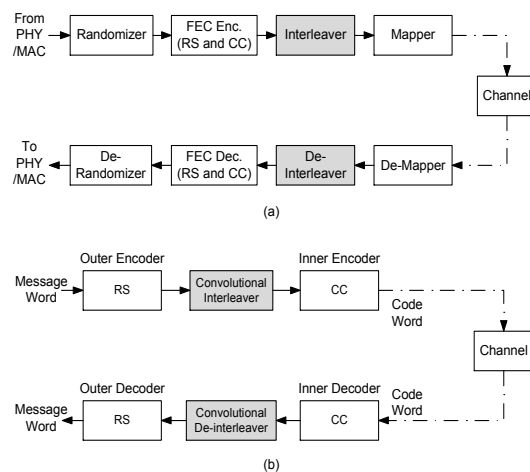 From
PHY
/MAC
Randomizer
FEC Enc.
(RS and CC)
Interleaver
Mapper
Channel
To
PHY
/MAC
De-
Randomizer
FEC Dec.
(RS and CC)
De-
Interleaver
De-Mapper
(a)
Outer Encoder
Inner Encoder
Message
Word
RS
Convolutional
Interleaver
CC
Code
Word
Channel
Outer Decoder
Inner Decoder
Code
Word
Message
Word
RS
Convolutional
De-interleaver
CC
(b)